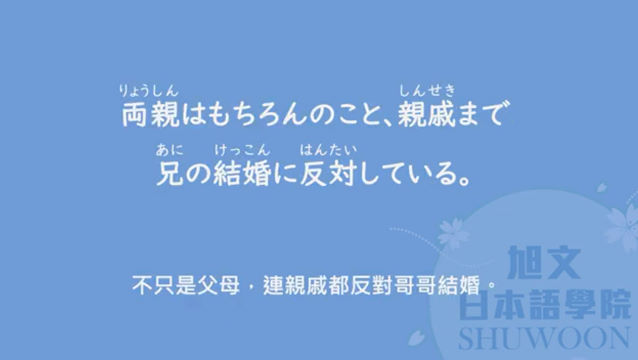 りょうしん しんせき
両親はもちろんのこと、親戚まで
あに けっこん はんたい
兄の結婚に反対している。
不只是父母，連親戚都反對哥哥結婚。
旭文
日本語學院
SHUWOON